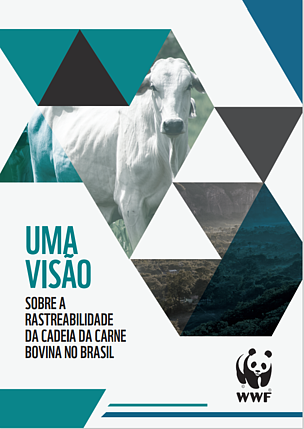 UMA
VISÃO
SOBRE A
RASTREABILIDADE
DA CADEIA DA CARNE
BOVINA NO BRASIL
WWF